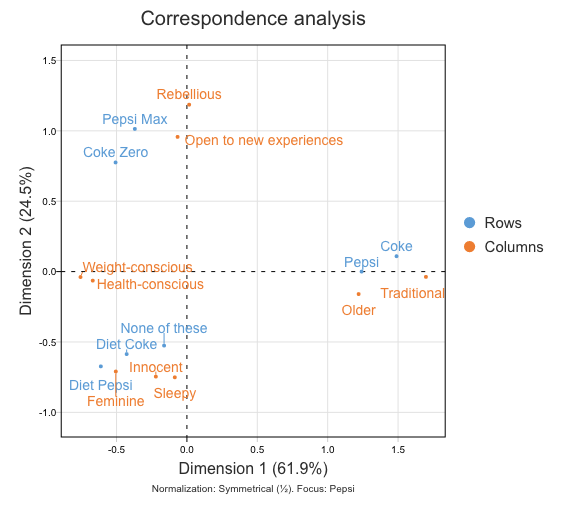 Correspondence analysis
1.5
Rebellious
Pepsi Max
1.0
Open to new experiences
Coke Zero
0.5
Dimension 2 (24.5%)
Rows
Columns
Coke
Pepsi
Weight-conscious
0.0
Health-conscious
Traditional
Older
None of these
-0.5
Diet Coke
Innocent
Diet Pepsi
Sleepy
Feminine
-1.0
-0.5
0.0
0.5
1.0
1.5
Dimension 1 (61.9%)
Normalization: Symmetrical (½). Focus: Pepsi